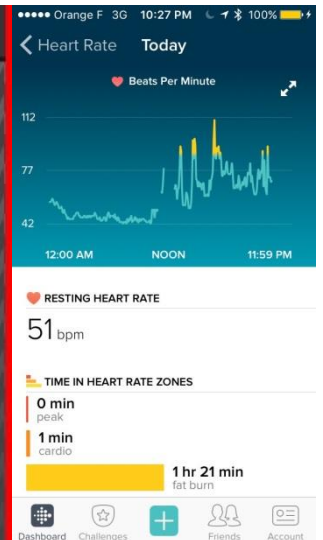 Orange F 3G 10:27 PM 100%
Heart Rate Today
Beats Per Minute
112
77
42
12:00 AM NOON 11:59 PM
RESTING HEART RATE
51 bpm
TIME IN HEART RATE ZONES
0 min
peak
1 min
cardio
1 hr 21 min
fat burn
Dashboard Challenges Friends Account